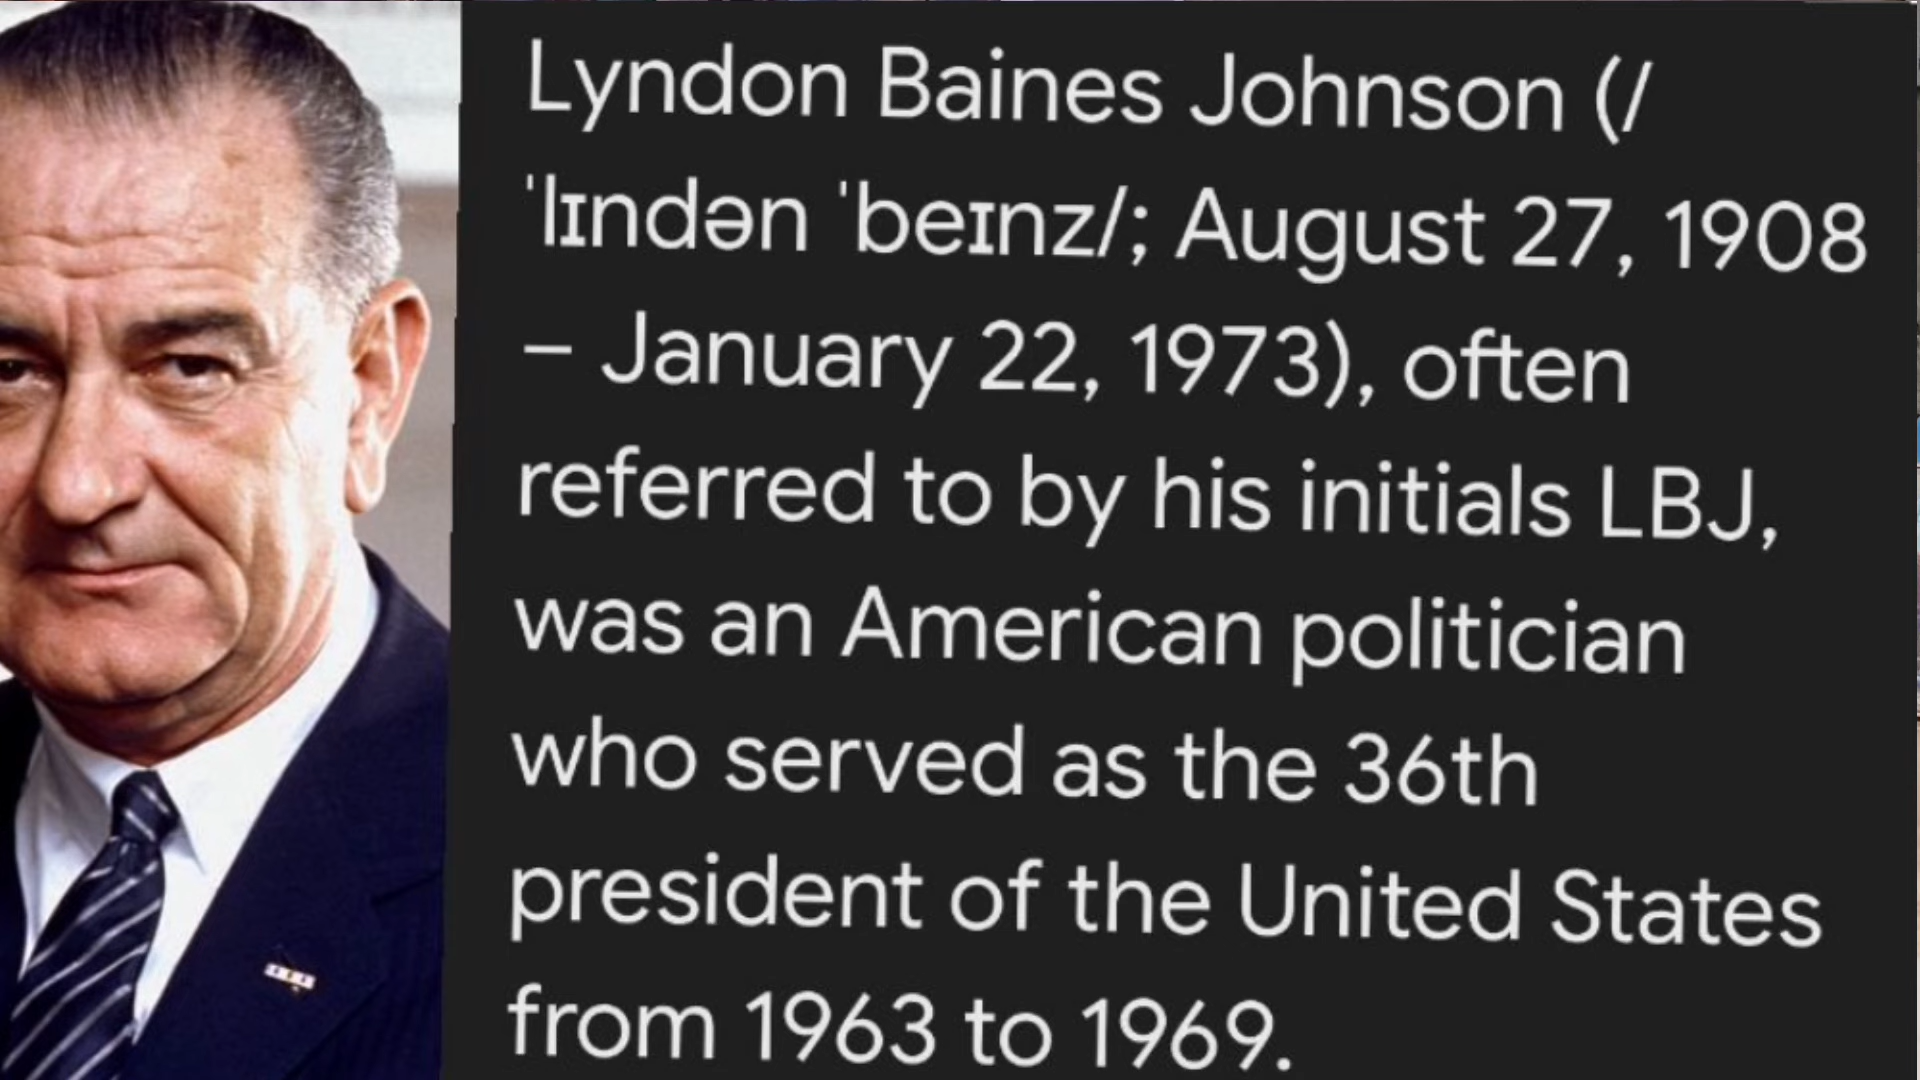 Lyndon Baines Johnson (/
ˈlɪndən ˈbeɪnz/; August 27, 1908
– January 22, 1973), often
referred to by his initials LBJ,
was an American politician
who served as the 36th
president of the United States
from 1963 to 1969.